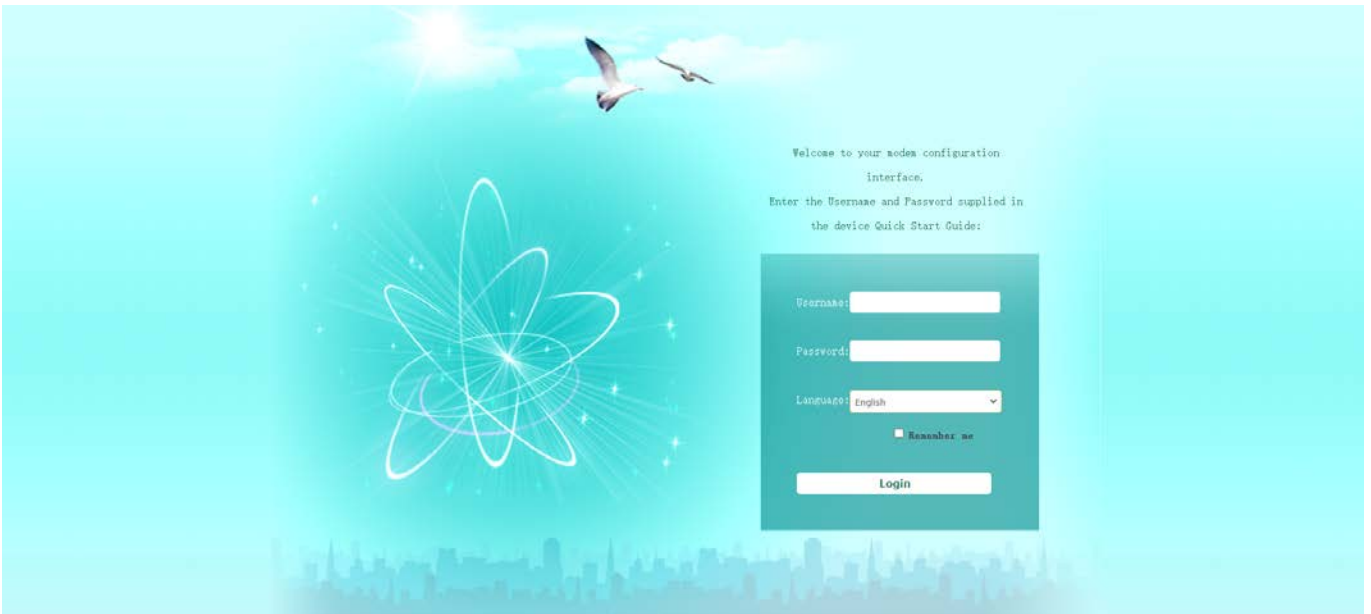 Welcome to your modem configuration
interface.
Enter the Username and Password supplied in
the device Quick Start Guide:
Username:
Password:
Language: English
Remember me
Login